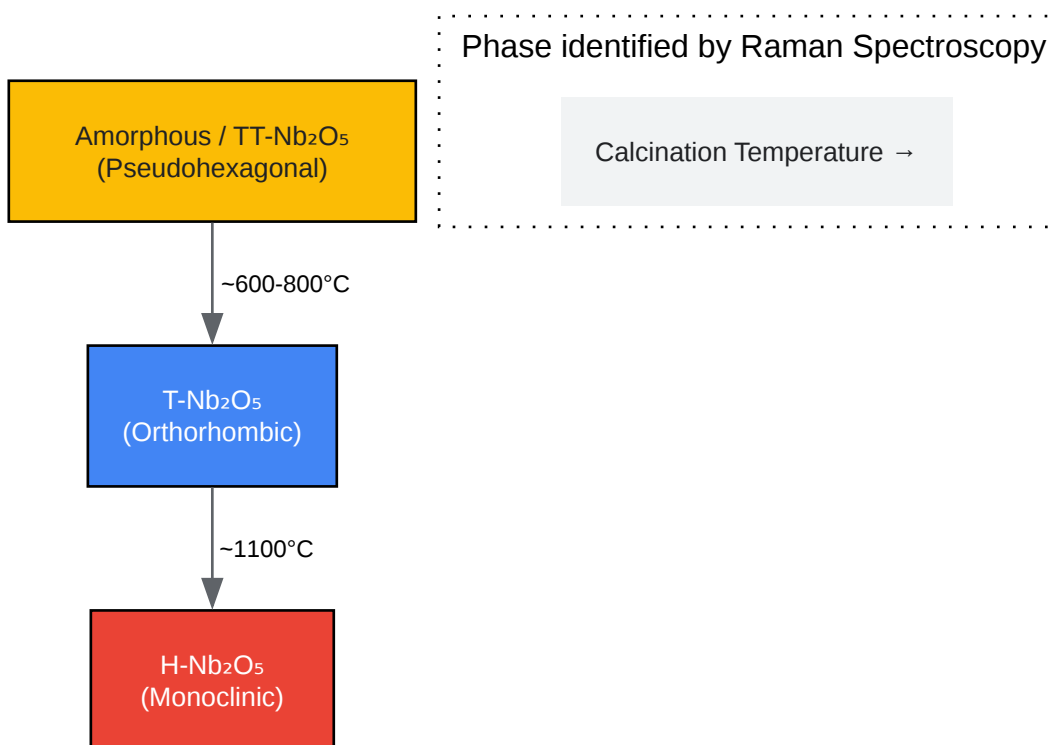 Phase identified by Raman Spectroscopy
Calcination Temperature →
Amorphous / TT-Nb₂O₅
(Pseudohexagonal)
~600-800°C
T-Nb₂O₅
(Orthorhombic)
~1100°C
H-Nb₂O₅
(Monoclinic)